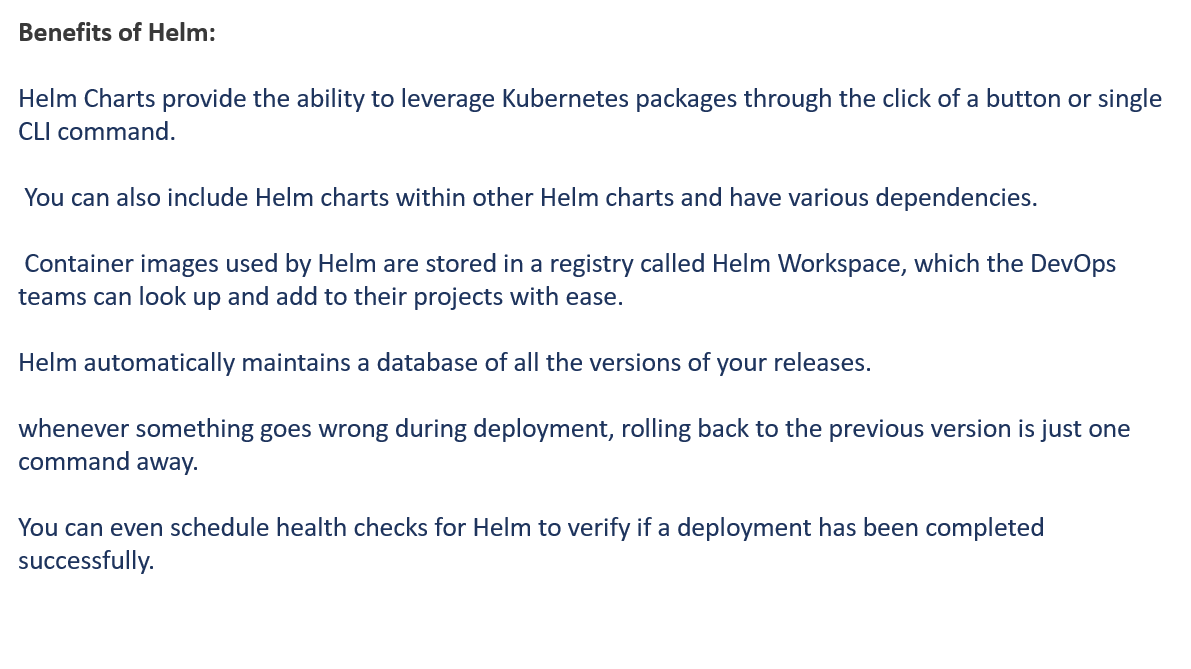 Benefits of Helm:
Helm Charts provide the ability to leverage Kubernetes packages through the click of a button or single
CLI command.
You can also include Helm charts within other Helm charts and have various dependencies.
Container images used by Helm are stored in a registry called Helm Workspace, which the DevOps
teams can look up and add to their projects with ease.
Helm automatically maintains a database of all the versions of your releases.
whenever something goes wrong during deployment, rolling back to the previous version is just one
command away.
You can even schedule health checks for Helm to verify if a deployment has been completed
successfully.